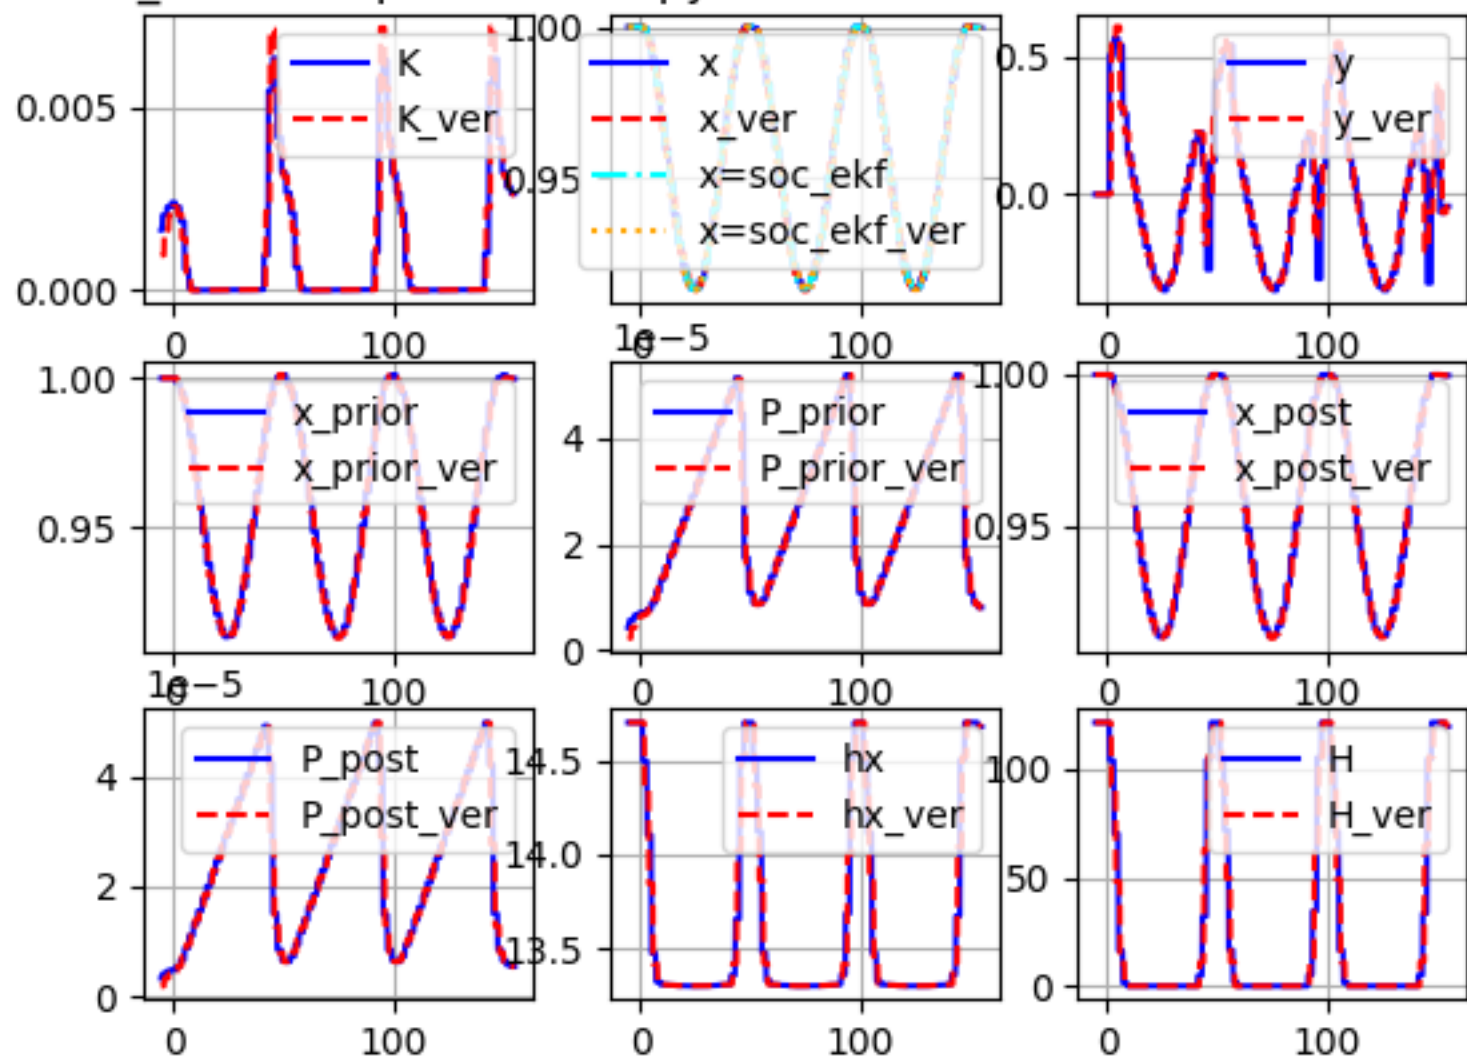 K
K_ver
0.005
0.000
0
100
1.00
0.95
x
x_ver
x=soc_ekf
x=soc_ekf_ver
0
100
0.5
0.0
y
y_ver
0
100
1.00
0.95
x_prior
x_prior_ver
0
100
1e−5
4
2
0
P_prior
P_prior_ver
0
100
1.00
0.95
x_post
x_post_ver
0
100
1e−5
4
2
0
P_post
P_post_ver
0
100
14.5
14.0
13.5
hx
hx_ver
0
100
100
50
0
H
H_ver
0
100